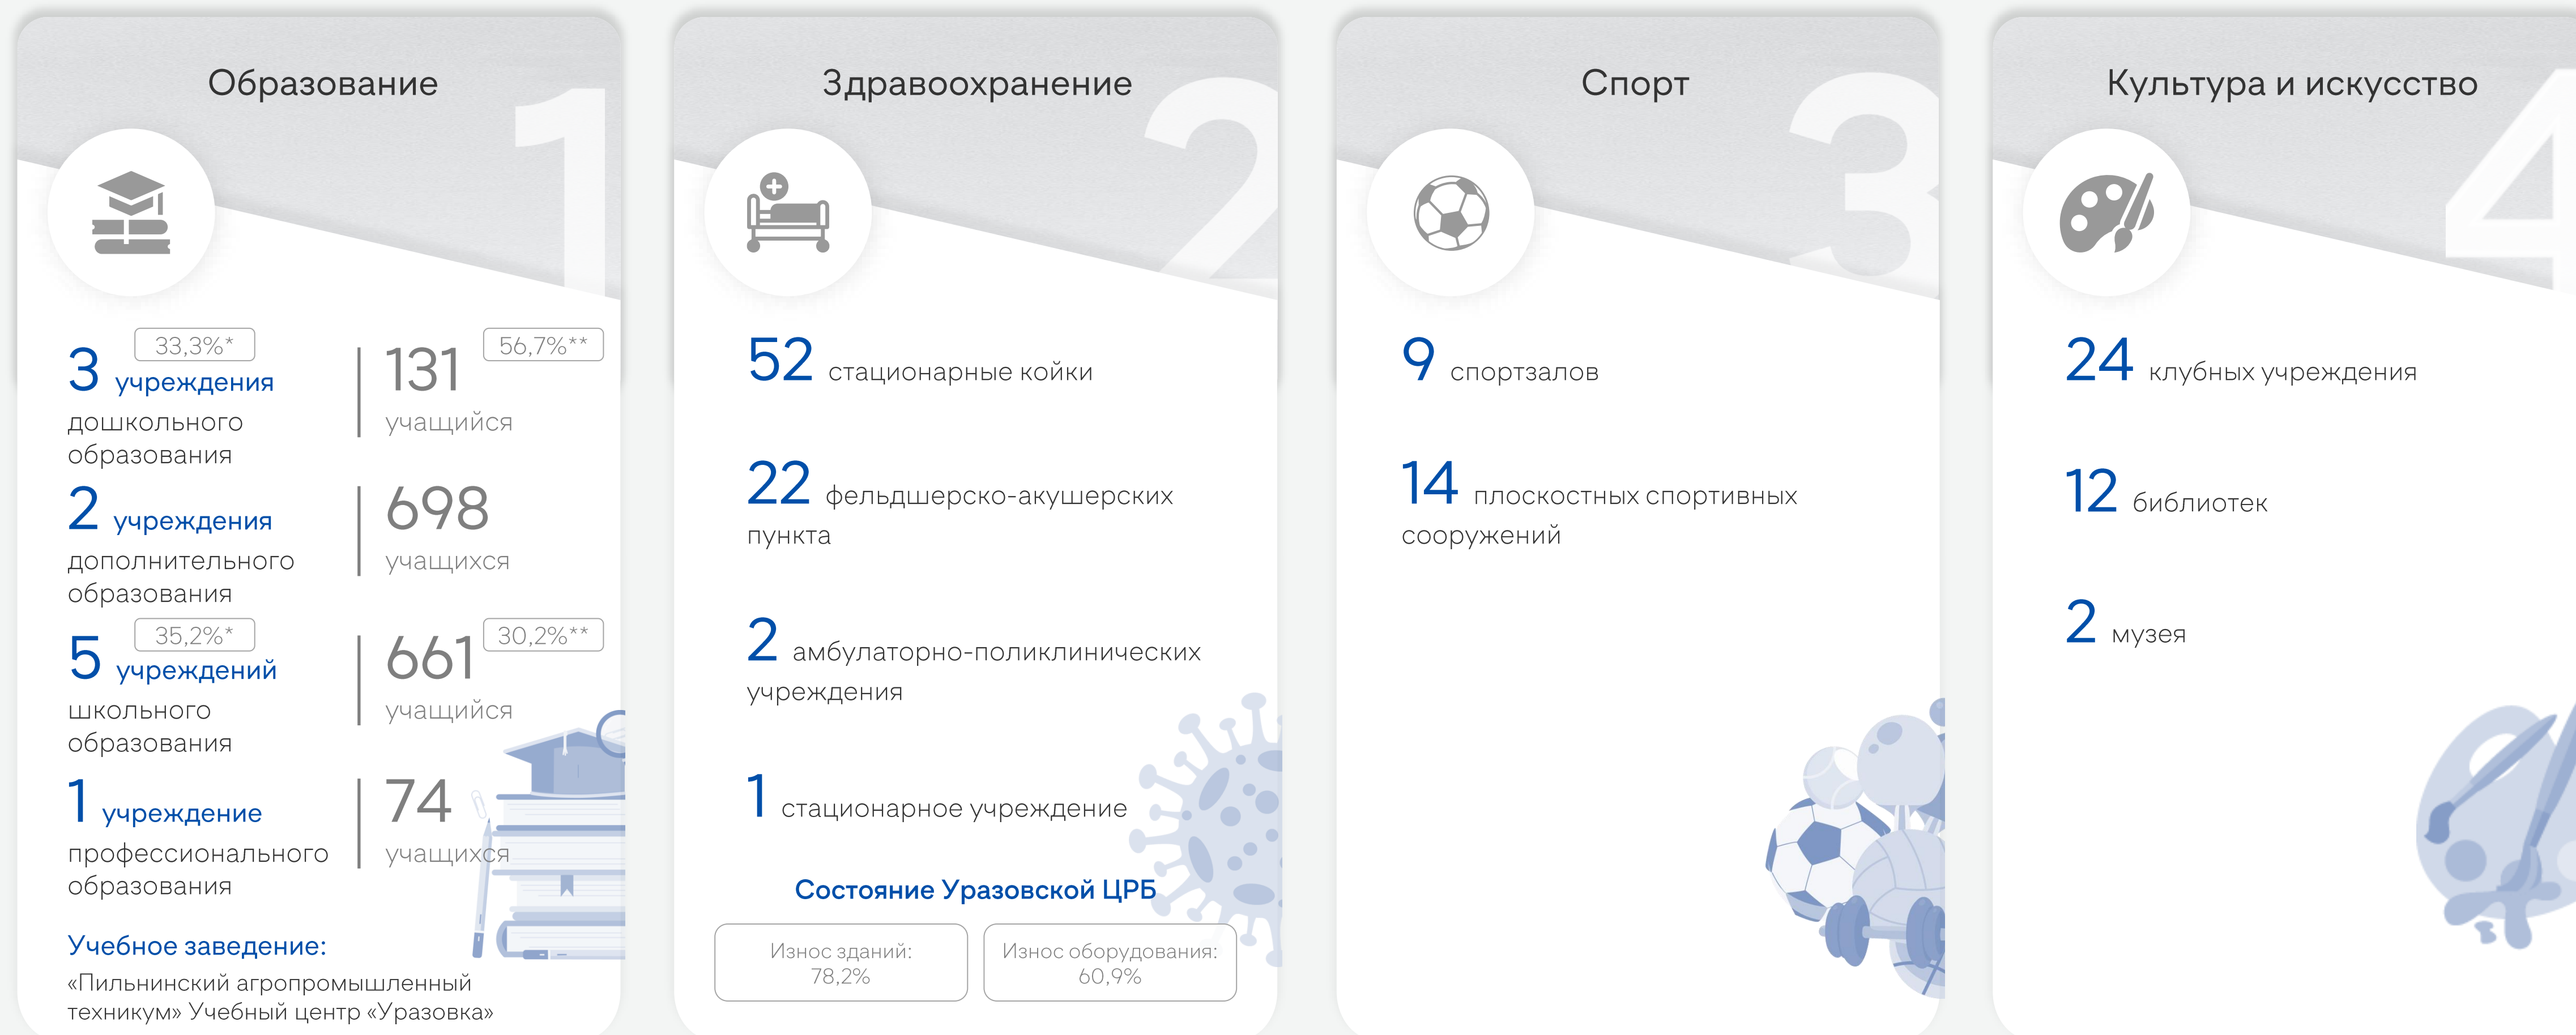 Образование
1
33,3%*
3 учреждения
дошкольного
образования
131
56,7%**
учащийся
2 учреждения
дополнительного
образования
698
учащихся
35,2%*
5 учреждений
школьного
образования
661
30,2%**
учащийся
1 учреждение
профессионального
образования
74
учащихся
Учебное заведение:
«Пильнинский агропромышленный
техникум» Учебный центр «Уразовка»
Здравоохранение
2
52 стационарные койки
22 фельдшерско-акушерских
пункта
2 амбулаторно-поликлинических
учреждения
1 стационарное учреждение
Состояние Уразовской ЦРБ
Износ зданий:
78,2%
Износ оборудования:
60,9%
Спорт
3
9 спортзалов
14 плоскостных спортивных
сооружений
Культура и искусство
4
24 клубных учреждения
12 библиотек
2 музея